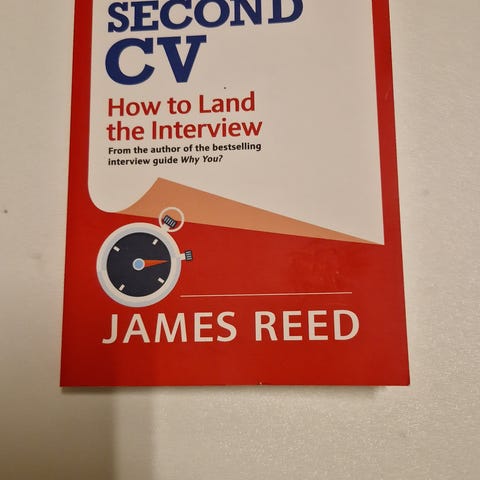 SECOND
CV
How to Land
the Interview
From the author of the bestselling
interview guide Why You?
JAMES REED